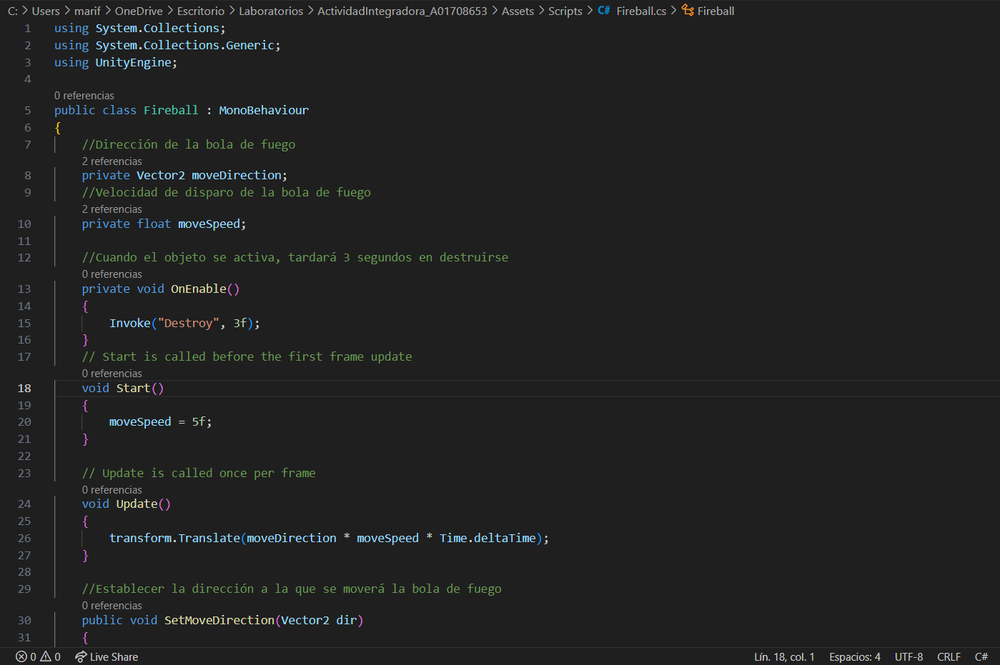 C: > Users > marif > OneDrive > Escritorio > Laboratorios > ActividadIntegradora_A01708653 > Assets > Scripts > C# Fireball.cs > Fireball
1 using System.Collections;
2 using System.Collections.Generic;
3 using UnityEngine;
4
0 referencias
5 public class Fireball : MonoBehaviour
6 {
7 //Dirección de la bola de fuego
2 referencias
8 private Vector2 moveDirection;
9 //Velocidad de disparo de la bola de fuego
2 referencias
10 private float moveSpeed;
11
12 //Cuando el objeto se activa, tardará 3 segundos en destruirse
0 referencias
13 private void OnEnable()
14 {
15 Invoke("Destroy", 3f);
16 }
17 // Start is called before the first frame update
0 referencias
18 void Start()
19 {
20 moveSpeed = 5f;
21 }
22
23 // Update is called once per frame
0 referencias
24 void Update()
25 {
26 transform.Translate(moveDirection * moveSpeed * Time.deltaTime);
27 }
28
29 //Establecer la dirección a la que se moverá la bola de fuego
0 referencias
30 public void SetMoveDirection(Vector2 dir)
31 {
0 0 Live Share Lín. 18, col. 1 Espacios: 4 UTF-8 CRLF C#